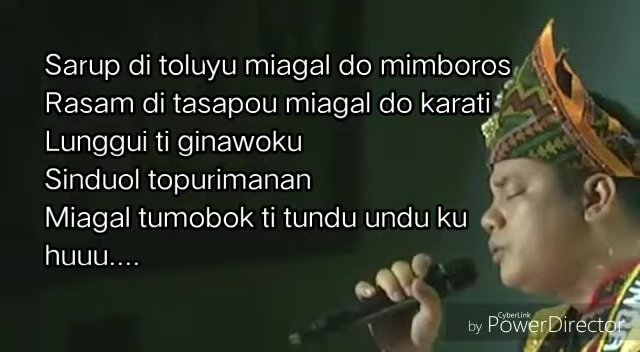 Sarup di toluyu miagal do mimboros
Rasam di tasapou miagal do karati
Lunggui ti ginawoku
Sinduol topurimanan
Miagal tumobok ti tundu undu ku
huuu....
CyberLink
by PowerDirector